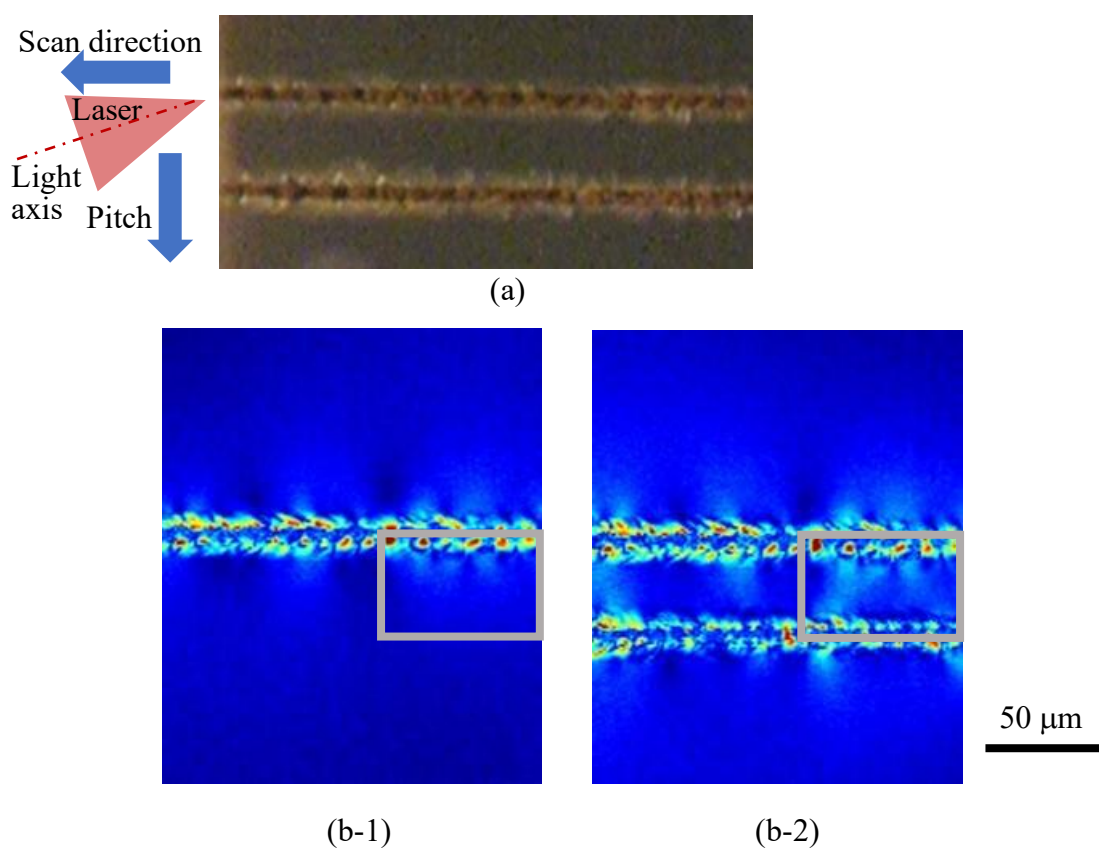 Scan direction
Laser
Light
axis
Pitch
(a)
50 μm
(b-1)
(b-2)